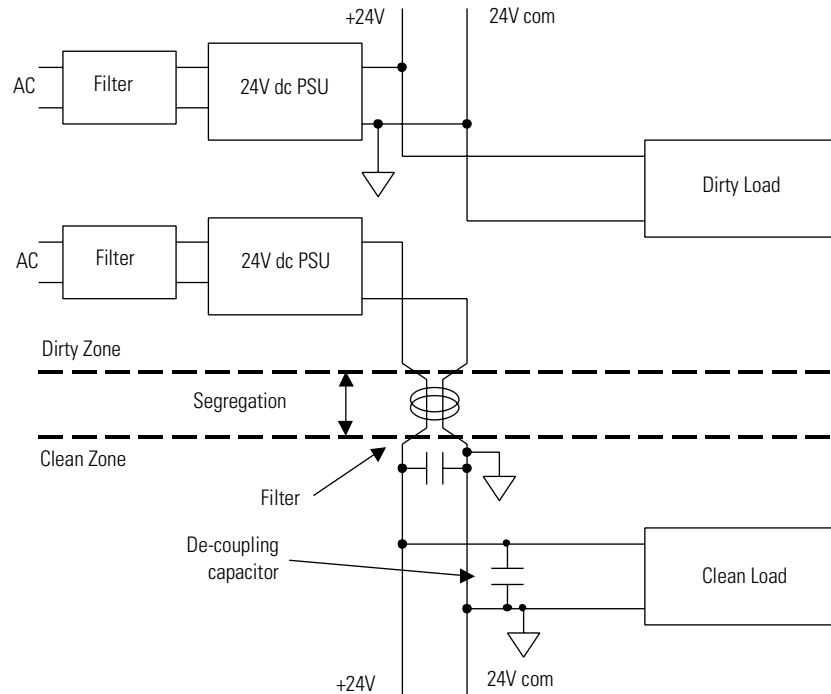 +24V
24V com
AC
Filter
24V dc PSU
Dirty Load
AC
Filter
24V dc PSU
Dirty Zone
Segregation
Clean Zone
Filter
De-coupling
capacitor
Clean Load
+24V
24V com